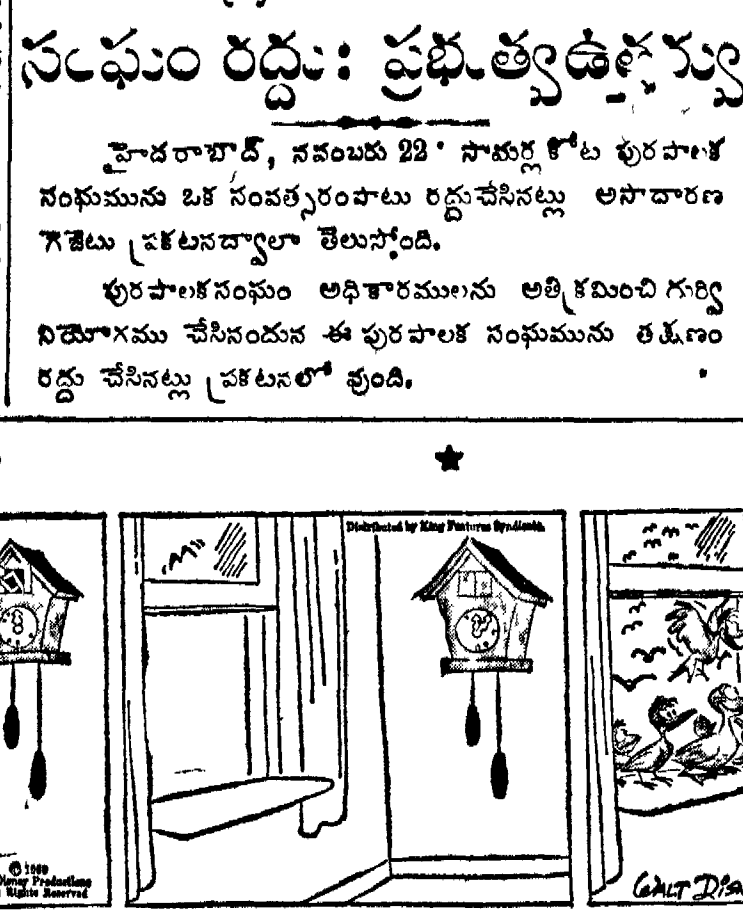 సంఘం రద్దు: ప్రభుత్వఉత్తర్వు
హైదరాబాద్, నవంబరు 22 సామర్లకోట పురపాలక
సంఘమును ఒక సంవత్సరంపాటు రద్దుచేసినట్లు అసాధారణ
గెజెటు ప్రకటనద్వాలా తెలుస్తోంది.
పురపాలకసంఘం అధికారములను అతిక్రమించి గుర్వి
నియోగము చేసినందున ఈ పురపాలక సంఘమును తక్షణం
రద్దు చేసినట్లు ప్రకటనలో వుంది.
Distributed by King Features Syndicate.
© 1969
Disney Productions
Rights Reserved
WALT DISN